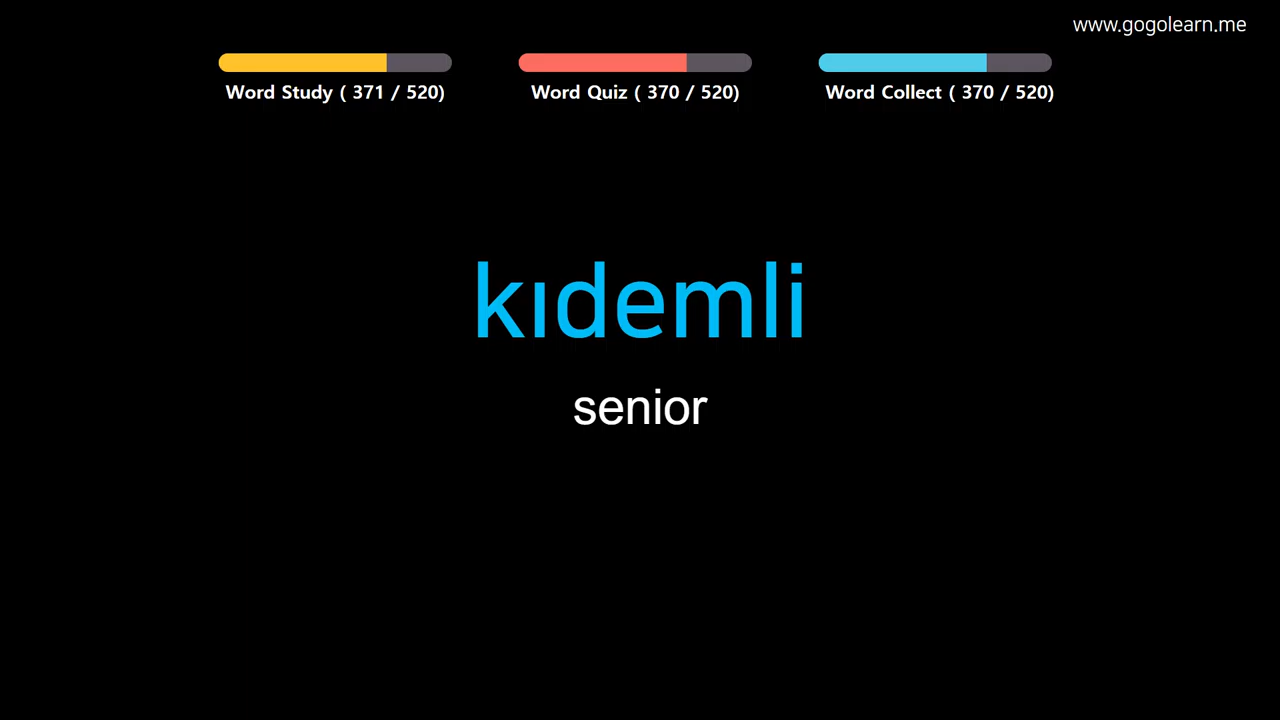 www.gogolearn.me
Word Study ( 371 / 520)
Word Quiz ( 370 / 520)
Word Collect ( 370 / 520)
kıdemli
senior